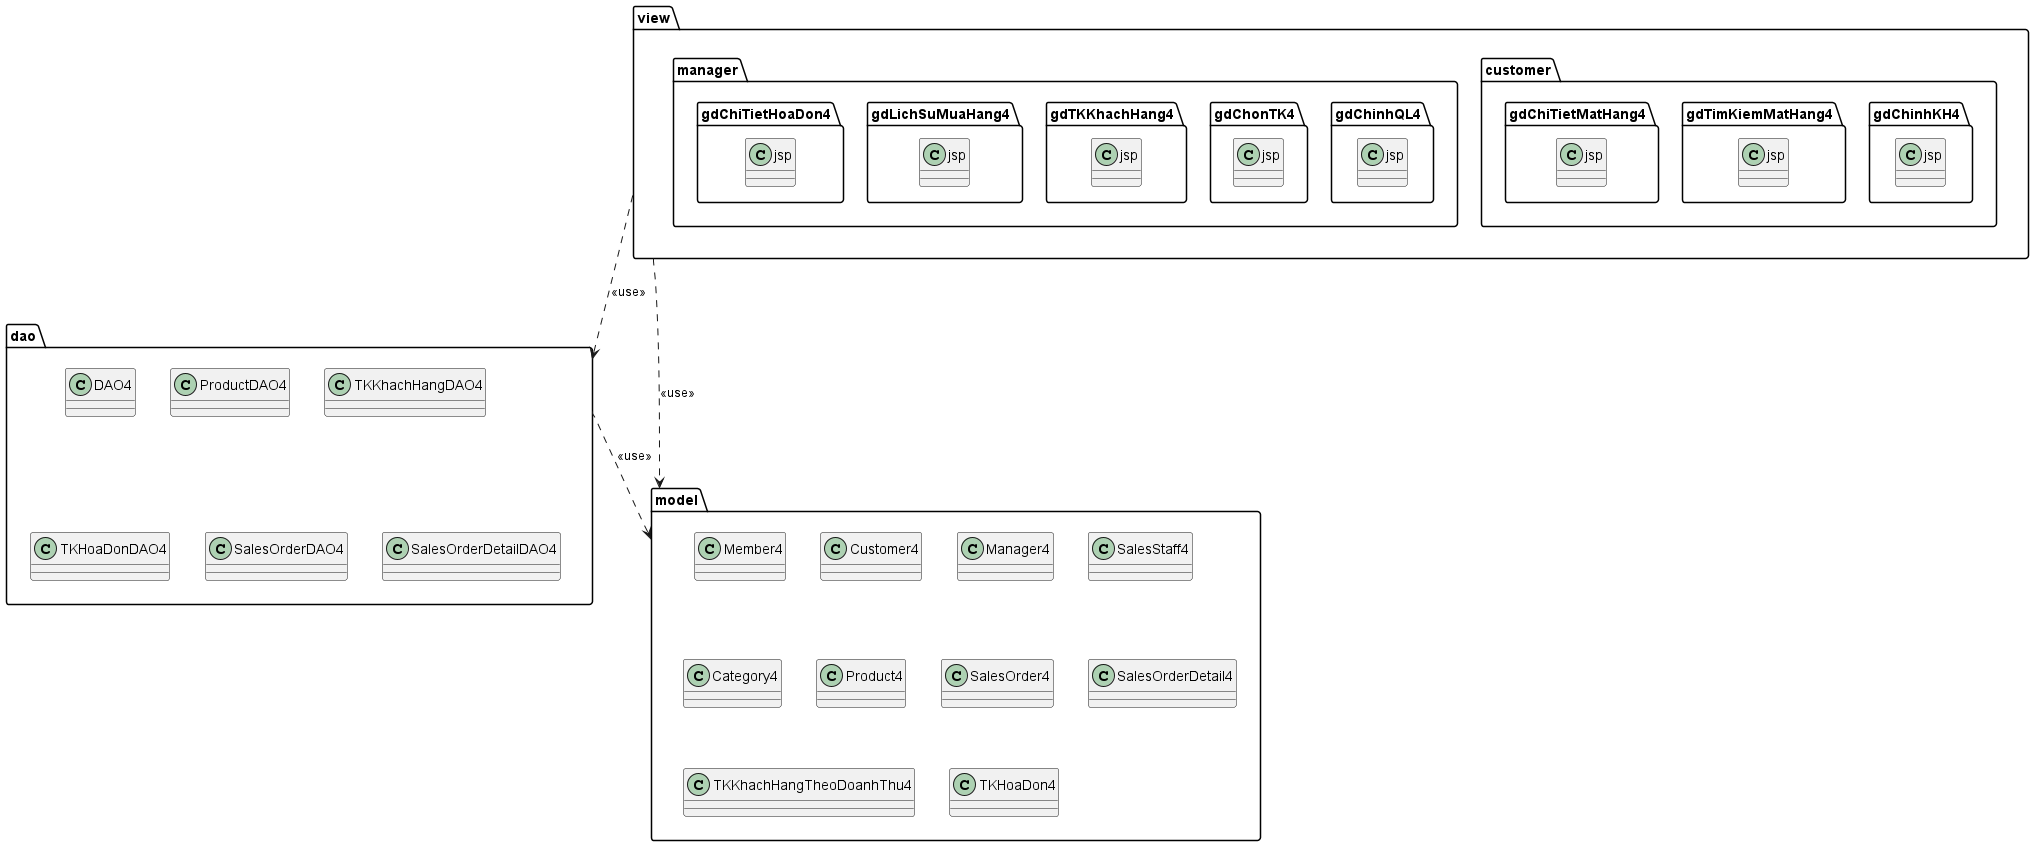 view
manager
customer
gdChiTietHoaDon4
gdLichSuMuaHang4
gdTKKhachHang4
gdChonTK4
gdChinhQL4
gdChiTietMatHang4
gdTimKiemMatHang4
gdChinhKH4
C jsp
C jsp
C jsp
C jsp
C jsp
C jsp
C jsp
C jsp
«use»
«use»
«use»
dao
C DAO4
C ProductDAO4
C TKKhachHangDAO4
C TKHoaDonDAO4
C SalesOrderDAO4
C SalesOrderDetailDAO4
model
C Member4
C Customer4
C Manager4
C SalesStaff4
C Category4
C Product4
C SalesOrder4
C SalesOrderDetail4
C TKKhachHangTheoDoanhThu4
C TKHoaDon4